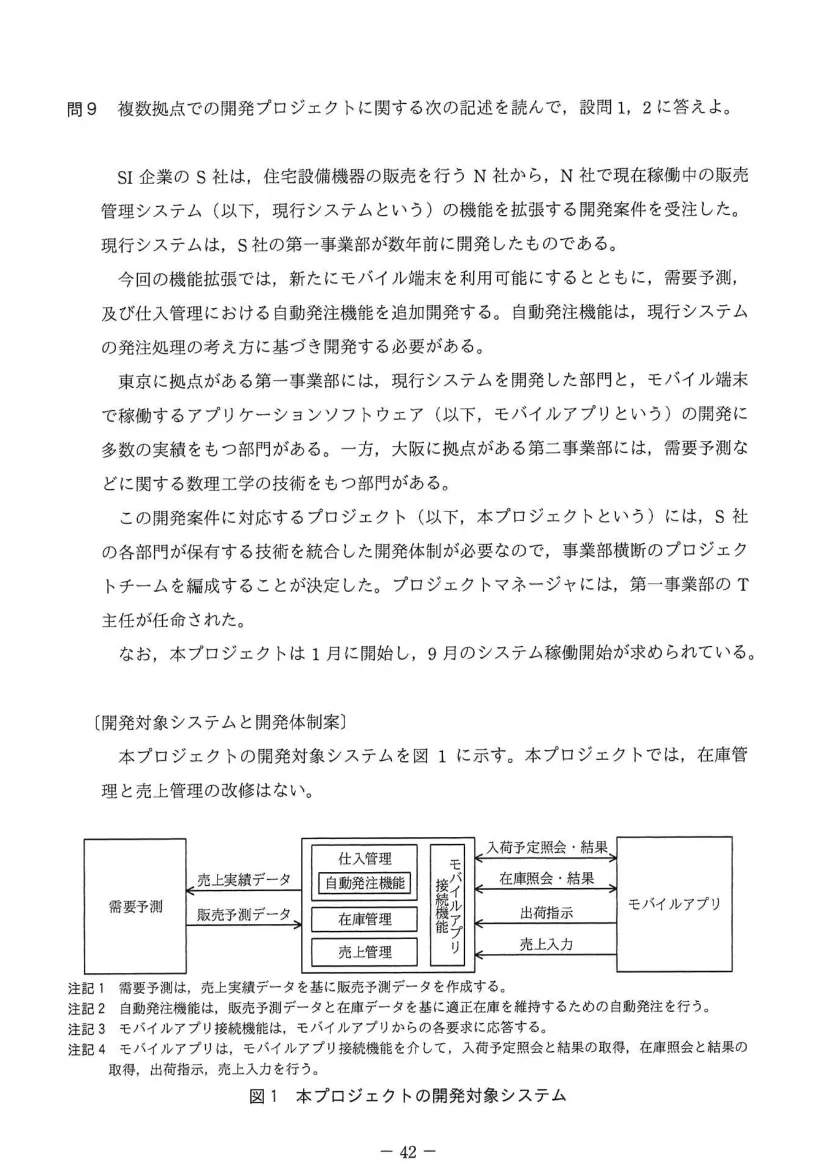 問9 複数拠点での開発プロジェクトに関する次の記述を読んで，設問1，2に答えよ。
SI企業のS社は，住宅設備機器の販売を行うN社から，N社で現在稼働中の販売
管理システム（以下，現行システムという）の機能を拡張する開発案件を受注した。
現行システムは，S社の第一事業部が数年前に開発したものである。
今回の機能拡張では，新たにモバイル端末を利用可能にするとともに，需要予測，
及び仕入管理における自動発注機能を追加開発する。自動発注機能は，現行システム
の発注処理の考え方に基づき開発する必要がある。
東京に拠点がある第一事業部には，現行システムを開発した部門と，モバイル端末
で稼働するアプリケーションソフトウェア（以下，モバイルアプリという）の開発に
多数の実績をもつ部門がある。一方，大阪に拠点がある第二事業部には，需要予測な
どに関する数理工学の技術をもつ部門がある。
この開発案件に対応するプロジェクト（以下，本プロジェクトという）には，S社
の各部門が保有する技術を統合した開発体制が必要なので，事業部横断のプロジェク
トチームを編成することが決定した。プロジェクトマネージャには，第一事業部のT
主任が任命された。
なお，本プロジェクトは1月に開始し，9月のシステム稼働開始が求められている。
〔開発対象システムと開発体制案〕
本プロジェクトの開発対象システムを図1に示す。本プロジェクトでは，在庫管
理と売上管理の改修はない。
需要予測
売上実績データ
販売予測データ
仕入管理
自動発注機能
在庫管理
売上管理
モバイルアプリ
接続機能
入荷予定照会・結果
在庫照会・結果
出荷指示
売上入力
モバイルアプリ
注記1 需要予測は，売上実績データを基に販売予測データを作成する。
注記2 自動発注機能は，販売予測データと在庫データを基に適正在庫を維持するための自動発注を行う。
注記3 モバイルアプリ接続機能は，モバイルアプリからの各要求に応答する。
注記4 モバイルアプリは，モバイルアプリ接続機能を介して，入荷予定照会と結果の取得，在庫照会と結果の
取得，出荷指示，売上入力を行う。
図1 本プロジェクトの開発対象システム
－ 42 －